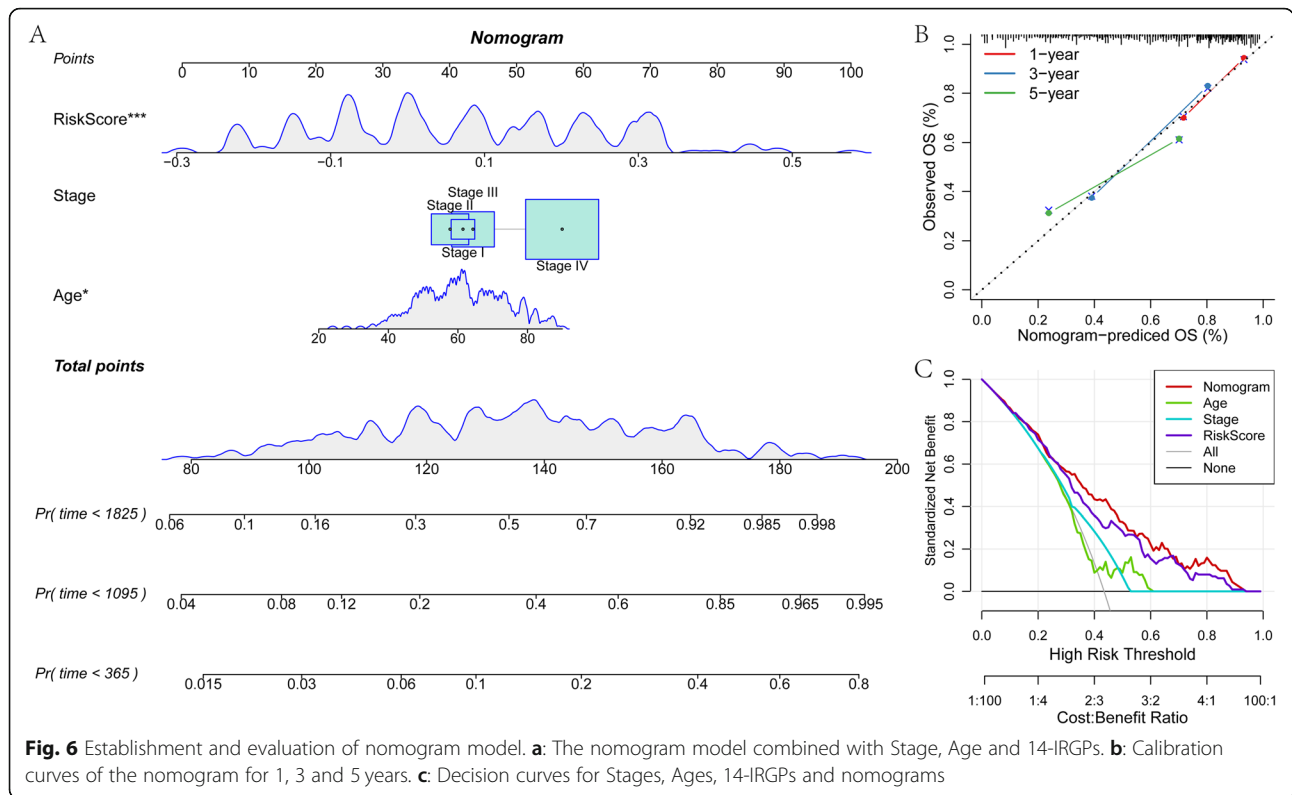 A
Nomogram
Points
0 10 20 30 40 50 60 70 80 90 100
RiskScore***
−0.3 −0.1 0.1 0.3 0.5
Stage
Stage III
Stage II
Stage I
Stage IV
Age*
20 40 60 80
Total points
80 100 120 140 160 180 200
Pr( time < 1825 )
0.06 0.1 0.16 0.3 0.5 0.7 0.92 0.985 0.998
Pr( time < 1095 )
0.04 0.08 0.12 0.2 0.4 0.6 0.85 0.965 0.995
Pr( time < 365 )
0.015 0.03 0.06 0.1 0.2 0.4 0.6 0.8
B
1−year
3−year
5−year
Observed OS (%)
1.0
0.8
0.6
0.4
0.2
0.0
0.0 0.2 0.4 0.6 0.8 1.0
Nomogram−prediced OS (%)
C
Nomogram
Age
Stage
RiskScore
All
None
Standardized Net Benefit
1.0
0.8
0.6
0.4
0.2
0.0
0.0 0.2 0.4 0.6 0.8 1.0
High Risk Threshold
1:100 1:4 2:3 3:2 4:1 100:1
Cost:Benefit Ratio
Fig. 6 Establishment and evaluation of nomogram model. a: The nomogram model combined with Stage, Age and 14-IRGPs. b: Calibration
curves of the nomogram for 1, 3 and 5 years. c: Decision curves for Stages, Ages, 14-IRGPs and nomograms